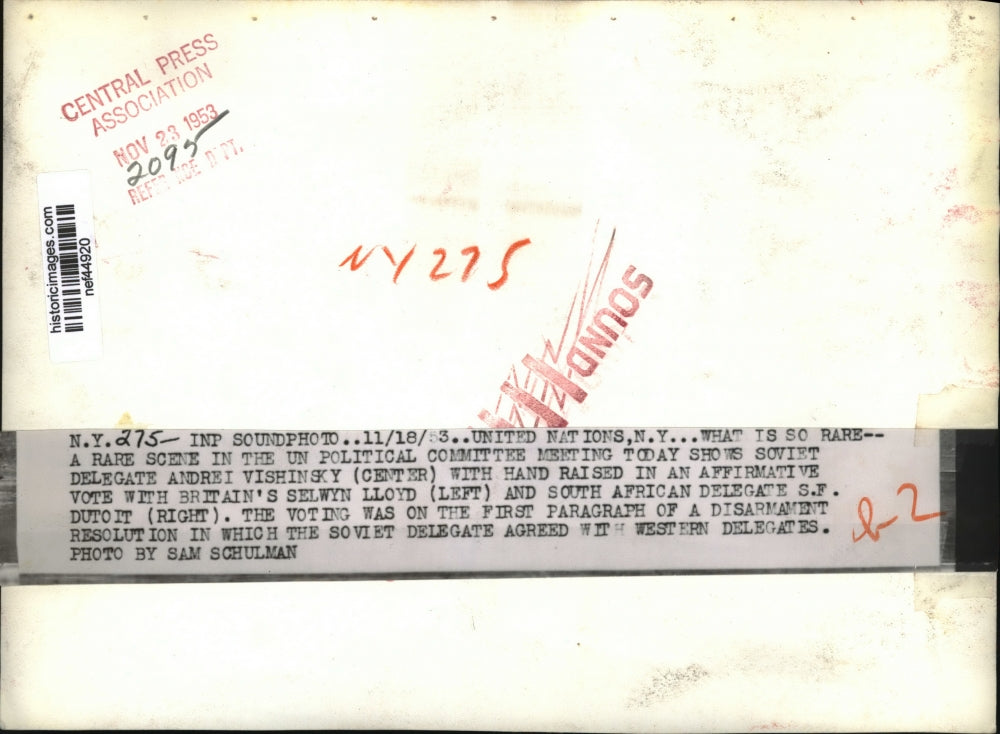 CENTRAL PRESS
ASSOCIATION
NOV 23 1953
2095
historicimages.com
nef44920
NY275
SOUND
N.Y.275— INP SOUNDPHOTO..11/18/53..UNITED NATIONS,N.Y...WHAT IS SO RARE--
A RARE SCENE IN THE UN POLITICAL COMMITTEE MEETING TODAY SHOWS SOVIET
DELEGATE ANDREI VISHINSKY (CENTER) WITH HAND RAISED IN AN AFFIRMATIVE
VOTE WITH BRITAIN'S SELWYN LLOYD (LEFT) AND SOUTH AFRICAN DELEGATE S.F.
DUTOIT (RIGHT). THE VOTING WAS ON THE FIRST PARAGRAPH OF A DISARMAMENT
RESOLUTION IN WHICH THE SOVIET DELEGATE AGREED WITH WESTERN DELEGATES.
PHOTO BY SAM SCHULMAN
b-2